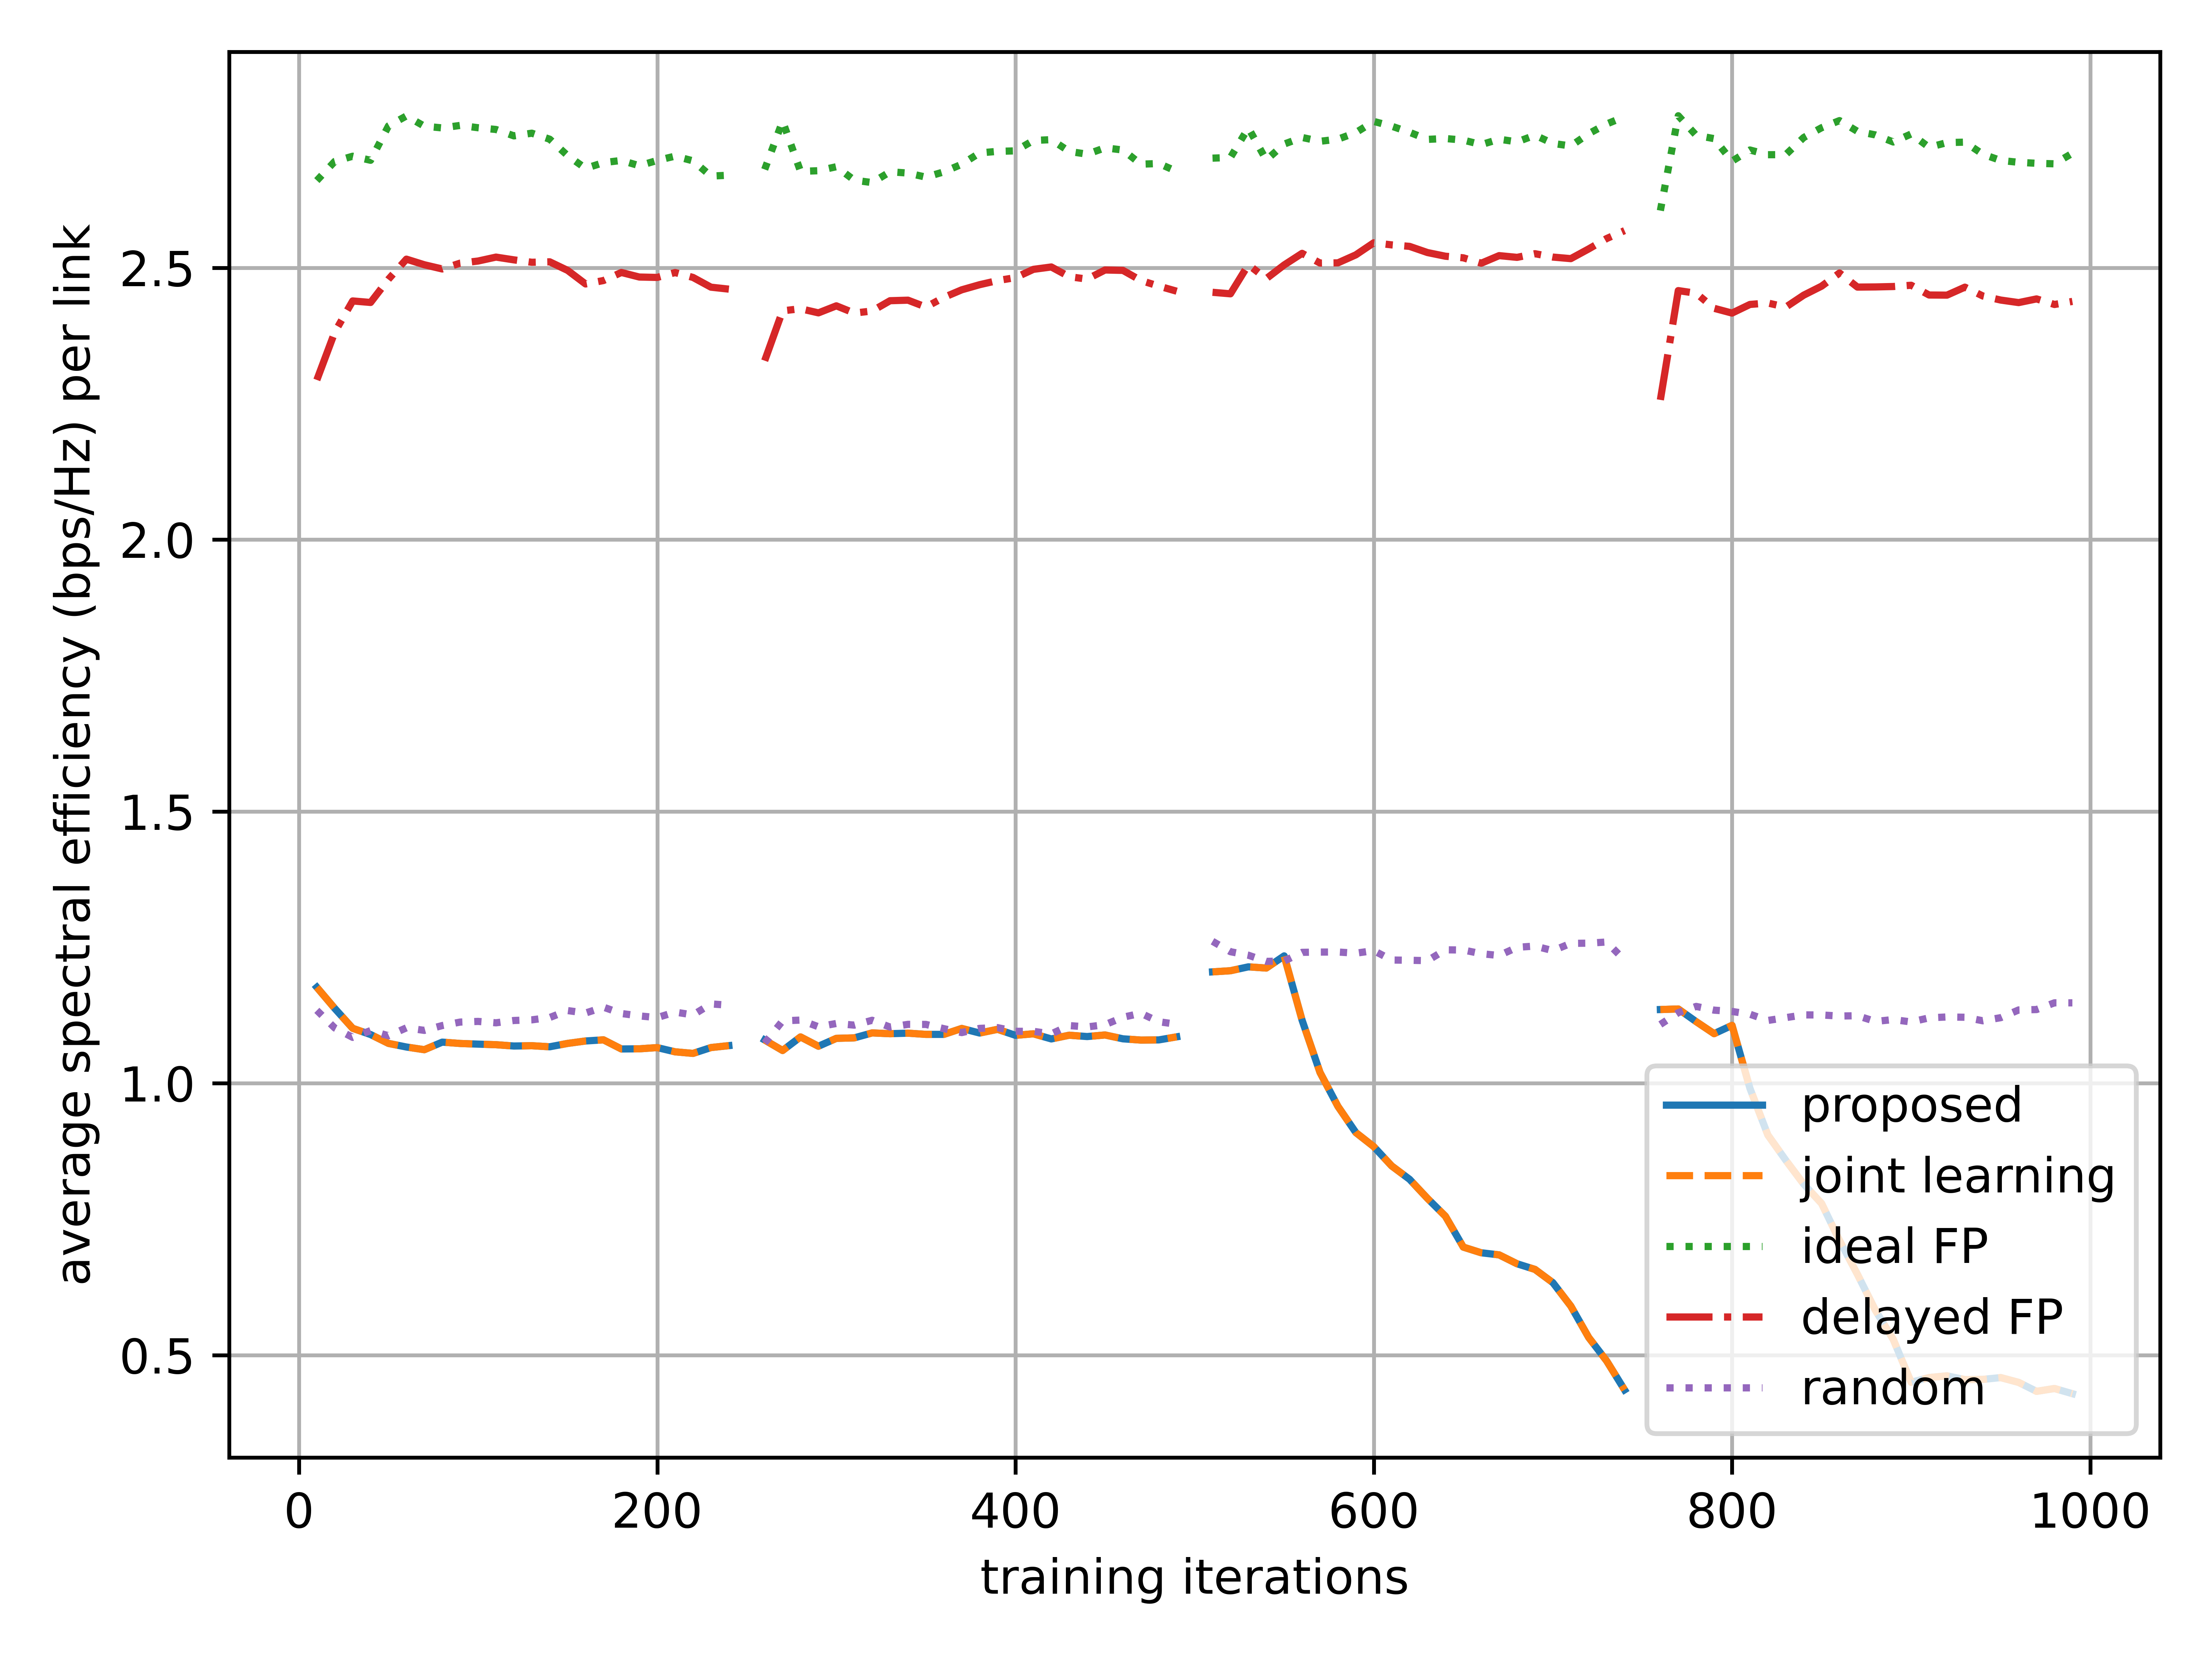 average spectral efficiency (bps/Hz) per link
2.5
2.0
1.5
1.0
0.5
0 200 400 600 800 1000
training iterations
proposed
joint learning
ideal FP
delayed FP
random